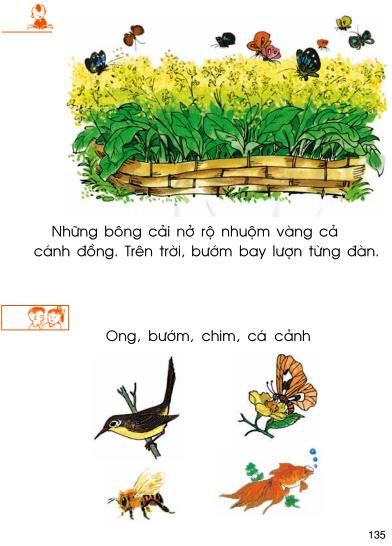 Những bông cải nở rộ nhuộm vàng cả
cánh đồng. Trên trời, bướm bay lượn từng đàn.
Ong, bướm, chim, cá cảnh
135